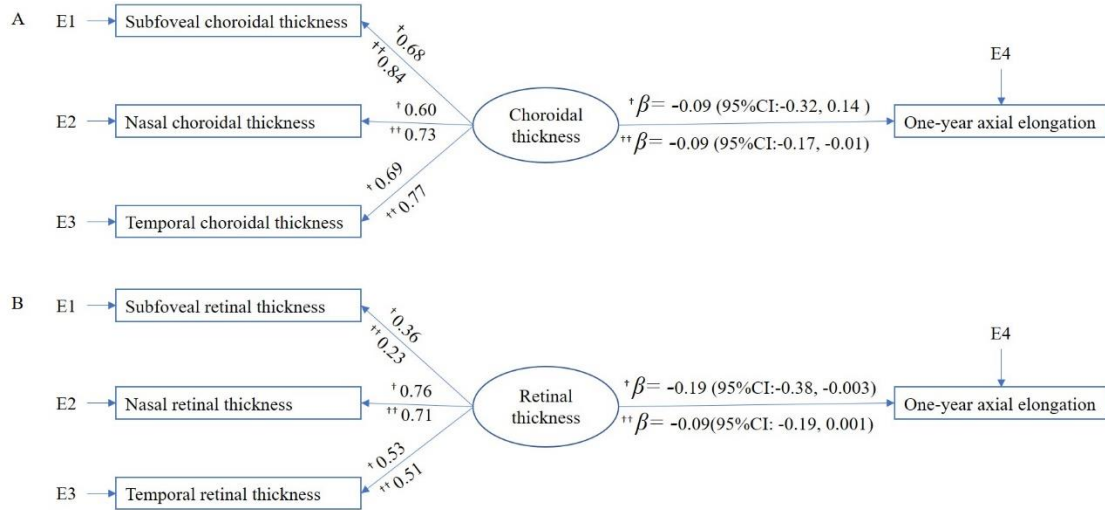 A
E1
Subfoveal choroidal thickness
†0.68
††0.84
E4
E2
Nasal choroidal thickness
†0.60
††0.73
Choroidal
thickness
†β= -0.09 (95%CI:-0.32, 0.14 )
††β= -0.09 (95%CI:-0.17, -0.01)
One-year axial elongation
†0.69
††0.77
E3
Temporal choroidal thickness
B
E1
Subfoveal retinal thickness
†0.36
††0.23
E4
E2
Nasal retinal thickness
†0.76
††0.71
Retinal
thickness
†β= -0.19 (95%CI:-0.38, -0.003)
††β= -0.09(95%CI: -0.19, 0.001)
One-year axial elongation
†0.53
††0.51
E3
Temporal retinal thickness